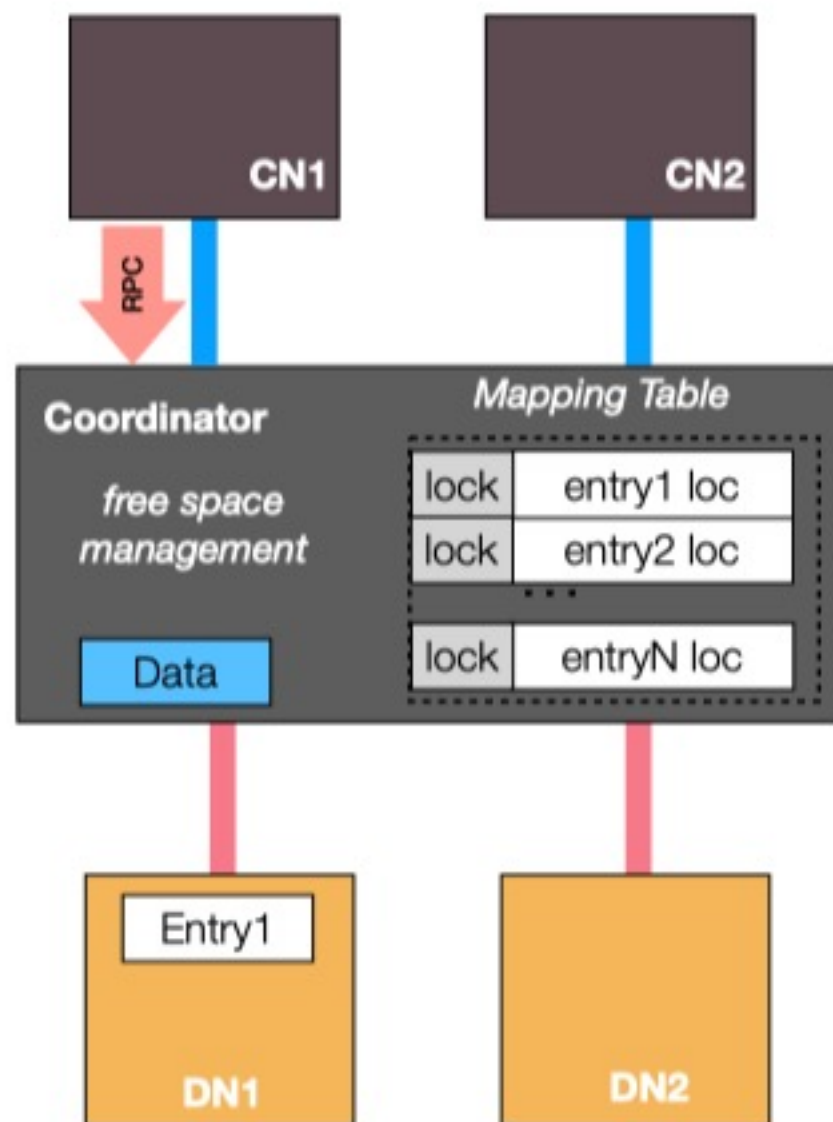 CN1
CN2
RPC
Coordinator
free space
management
Data
Mapping Table
lock entry1 loc
lock entry2 loc
...
lock entryN loc
Entry1
DN1
DN2